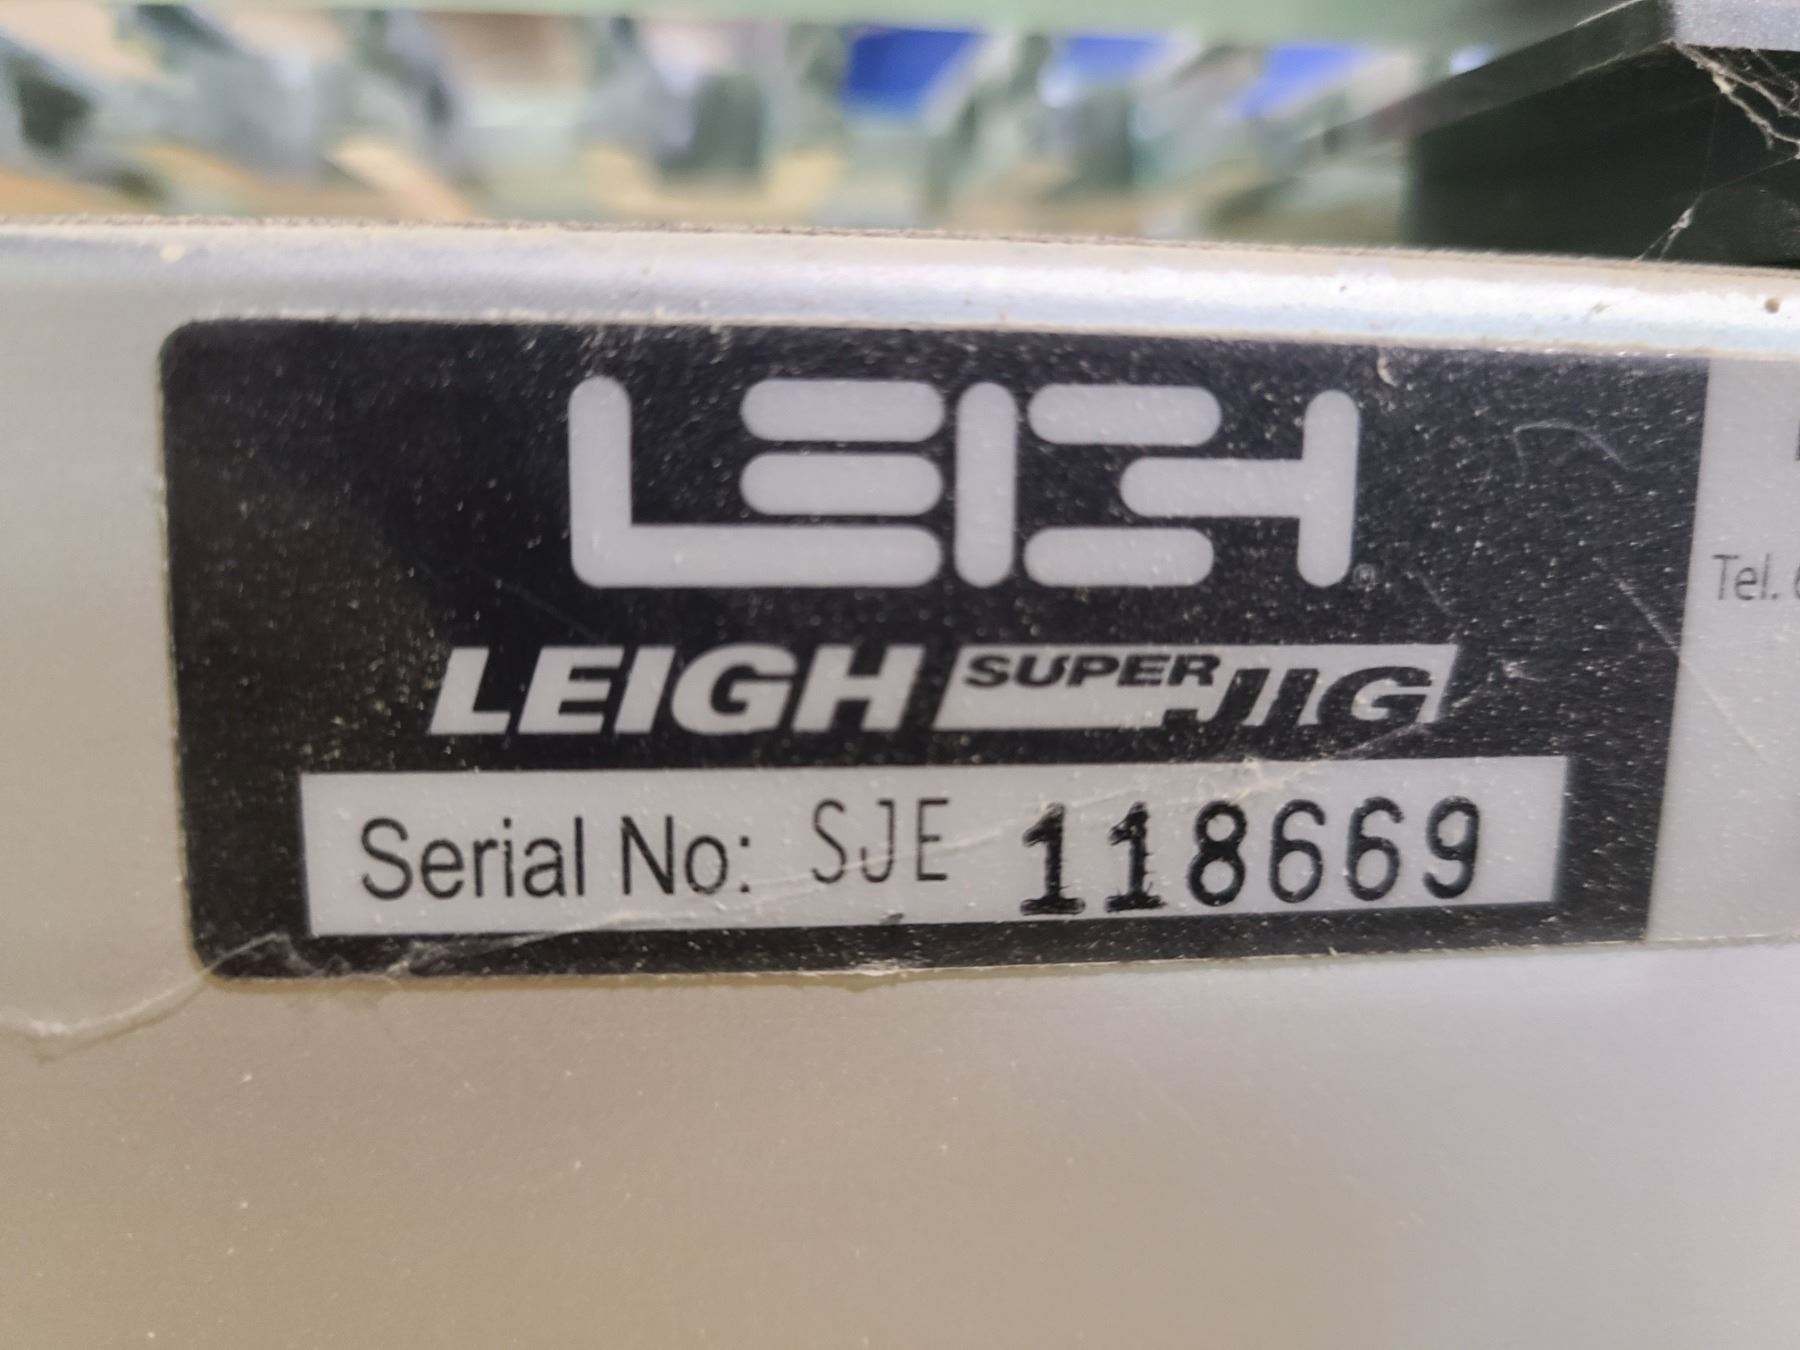 LEIGH®
LEIGH SUPER JIG
Serial No: SJE 118669
Tel.